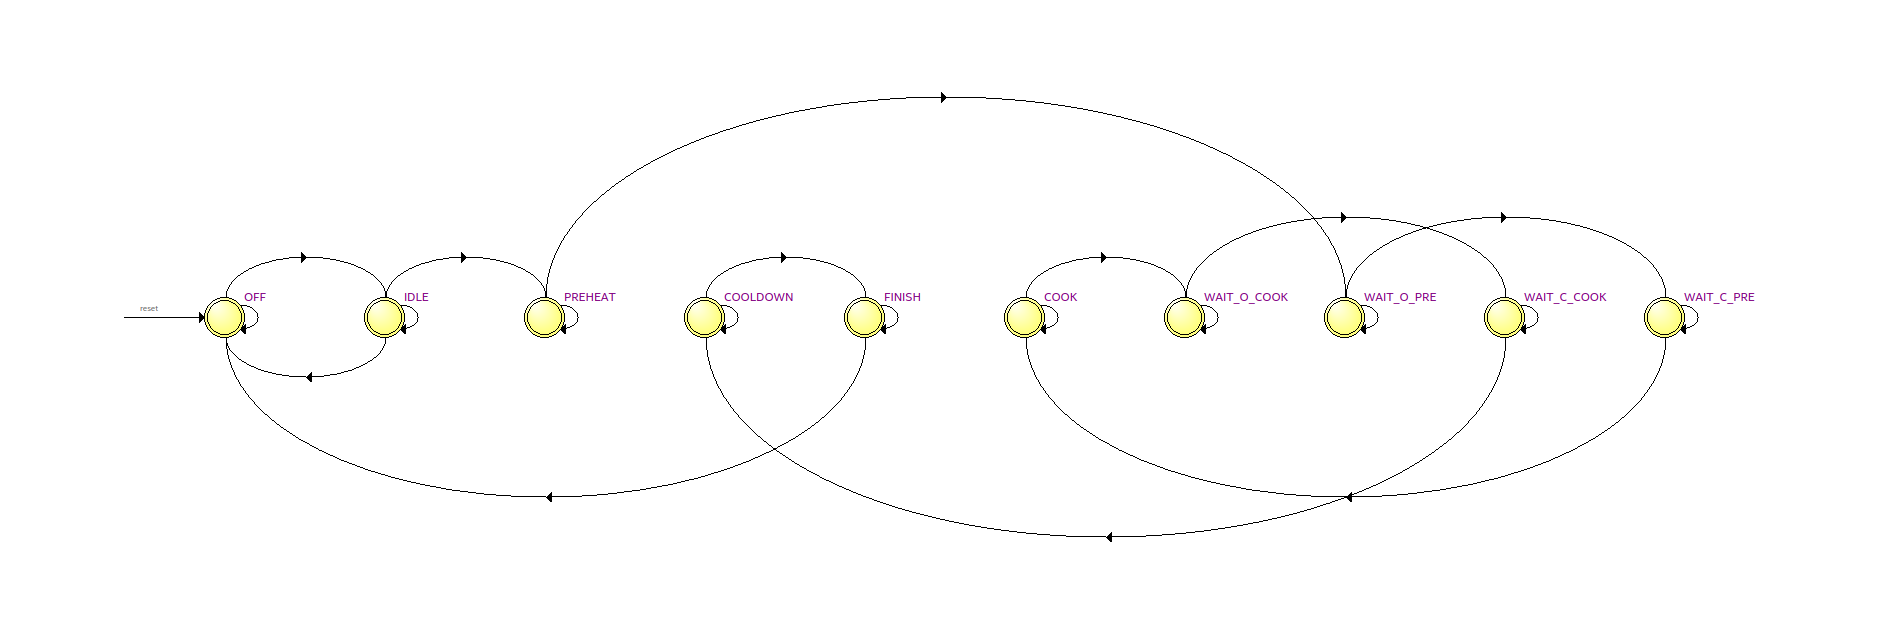 reset
OFF
IDLE
PREHEAT
COOLDOWN
FINISH
COOK
WAIT_O_COOK
WAIT_O_PRE
WAIT_C_COOK
WAIT_C_PRE